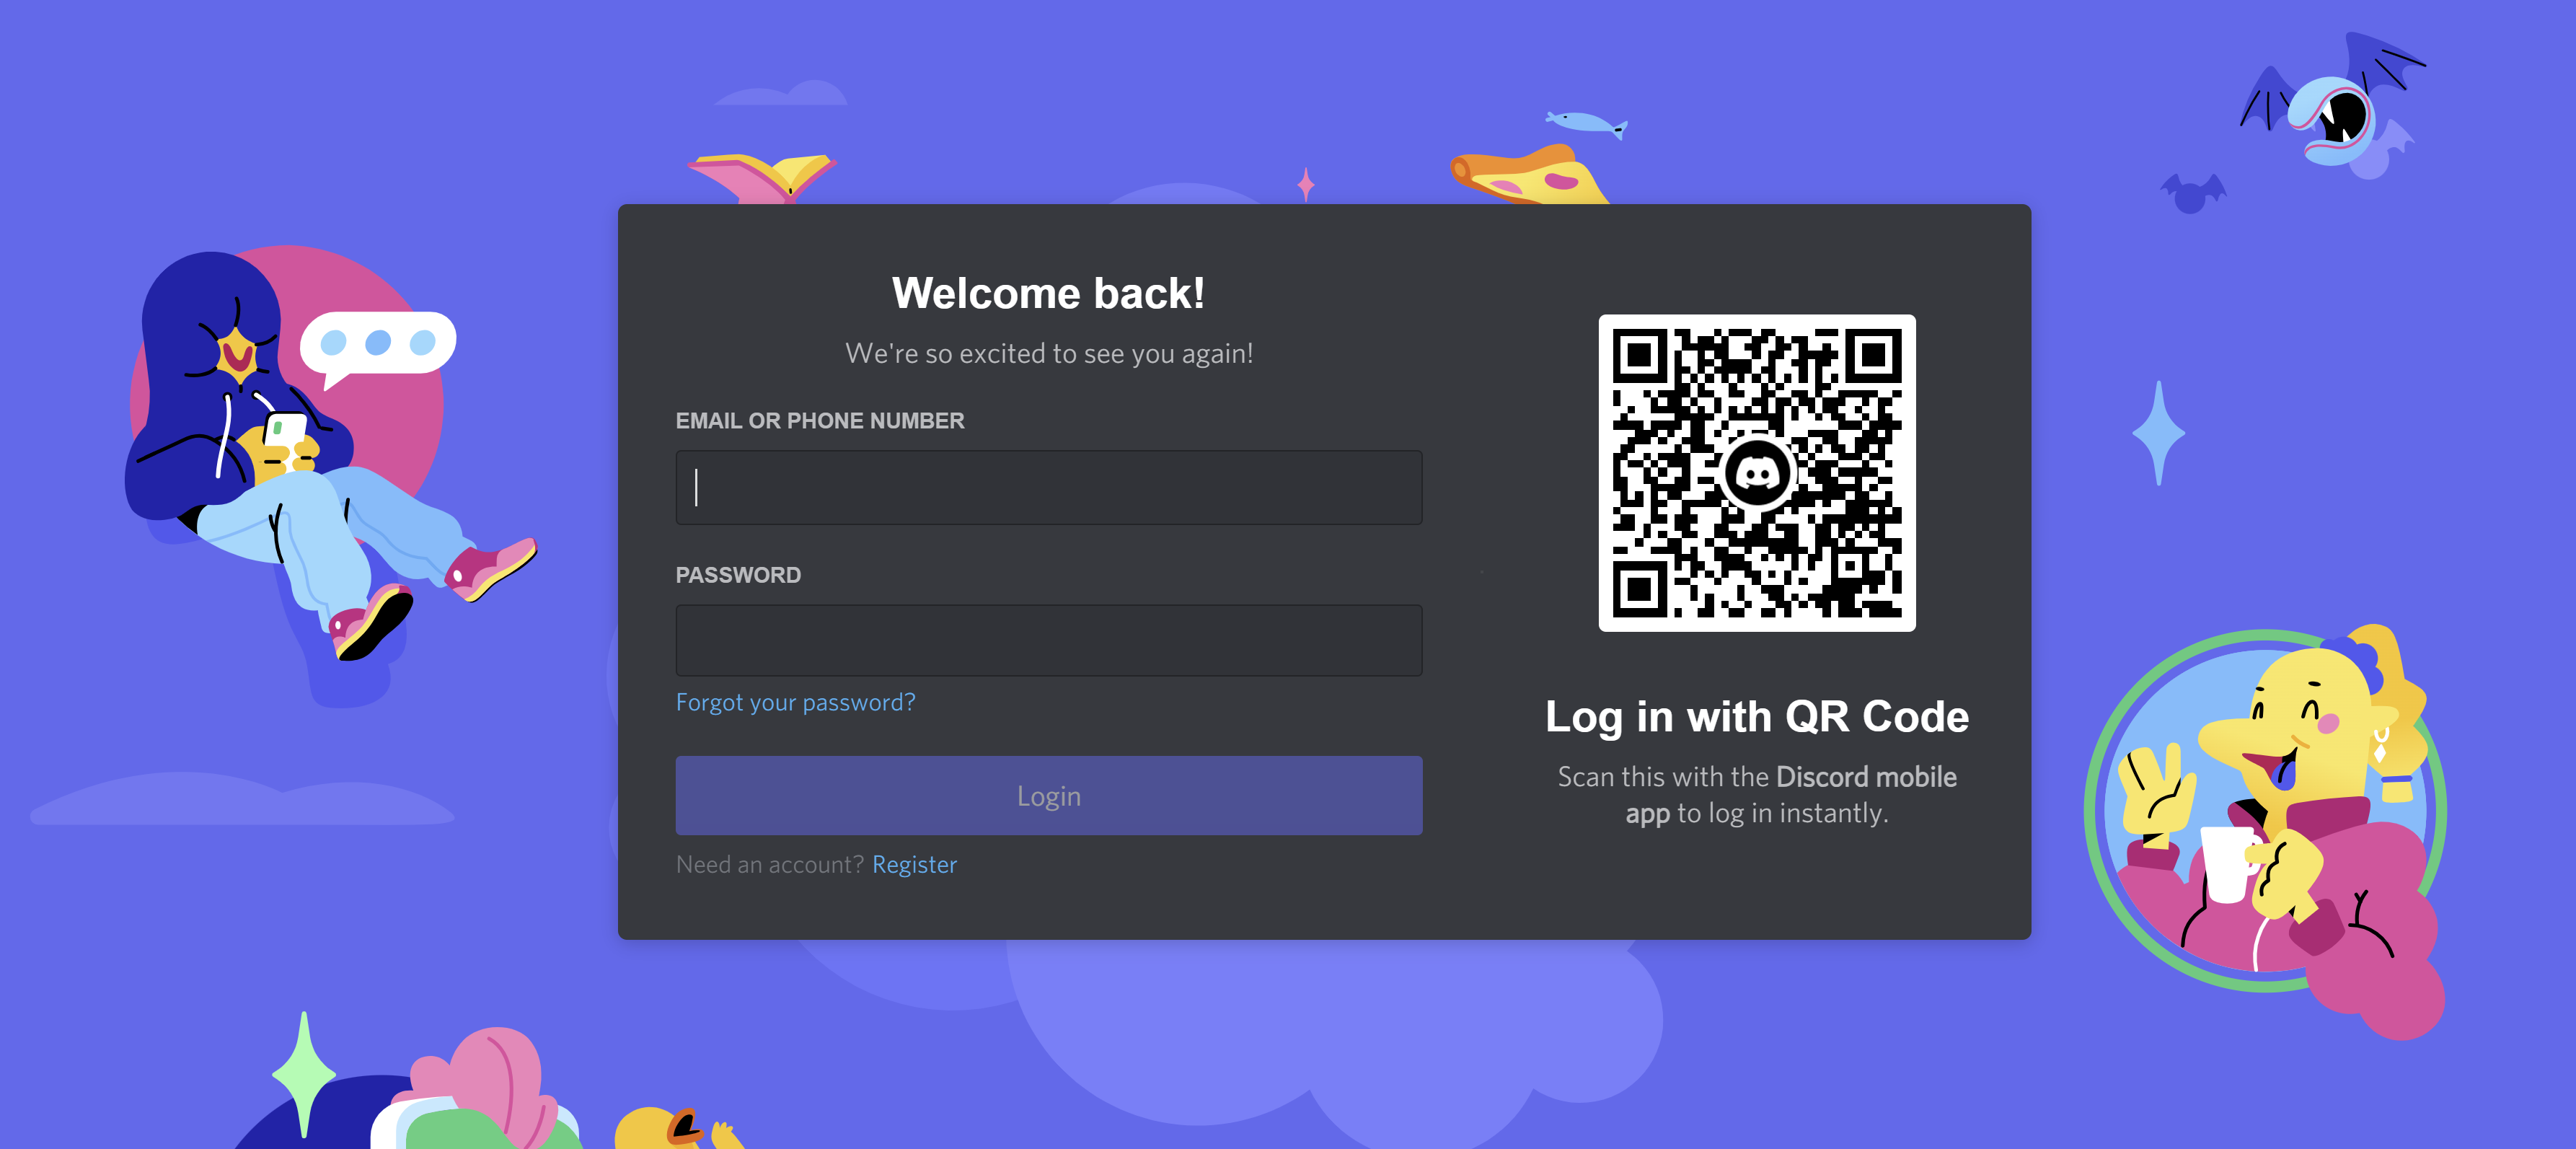 Welcome back!
We're so excited to see you again!
EMAIL OR PHONE NUMBER
PASSWORD
Forgot your password?
Login
Need an account? Register
Log in with QR Code
Scan this with the Discord mobile
app to log in instantly.